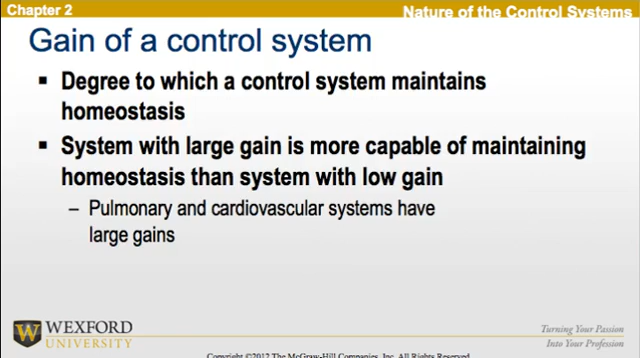 Chapter 2
Nature of the Control Systems
Gain of a control system
▪ Degree to which a control system maintains
homeostasis
▪ System with large gain is more capable of maintaining
homeostasis than system with low gain
– Pulmonary and cardiovascular systems have
large gains
W WEXFORD
UNIVERSITY
Turning Your Passion
Into Your Profession
Copyright ©2012 The McGraw-Hill Companies, Inc. All Rights Reserved.